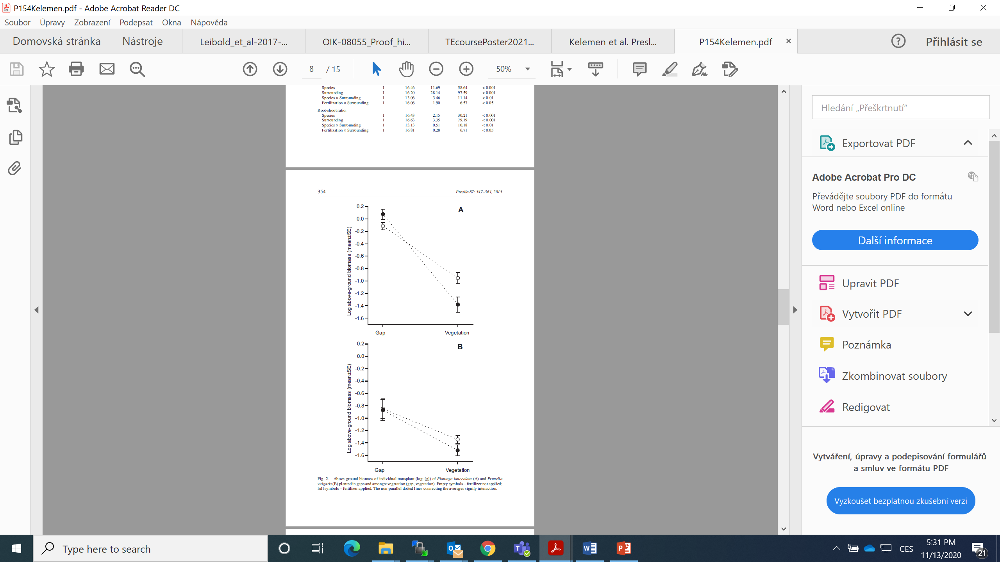 P154Kelemen.pdf - Adobe Acrobat Reader DC
Soubor Úpravy Zobrazení Podepsat Okna Nápověda
Domovská stránka Nástroje Leibold_et_al-2017-... OIK-08055_Proof_hi... TEcoursePoster2021... Kelemen et al. Presl... P154Kelemen.pdf × ? Přihlásit se
8 / 15 50%
Species 1 16.46 11.69 58.64 < 0.001
Surrounding 1 16.20 28.14 97.59 < 0.001
Species × Surrounding 1 13.06 3.46 11.14 < 0.01
Fertilization × Surrounding 1 16.06 1.90 6.57 < 0.05
Root-shoot ratio:
Species 1 16.43 2.15 30.21 < 0.001
Surrounding 1 16.63 3.35 79.19 < 0.001
Species × Surrounding 1 13.13 0.51 10.18 < 0.01
Fertilization × Surrounding 1 16.81 0.28 6.71 < 0.05
354 Preslia 87: 347–361, 2015
A
0.2
0.0
-0.2
-0.4
-0.6
-0.8
-1.0
-1.2
-1.4
-1.6
Log above-ground biomass (mean±SE)
Gap Vegetation
B
0.2
0.0
-0.2
-0.4
-0.6
-0.8
-1.0
-1.2
-1.4
-1.6
Log above-ground biomass (mean±SE)
Gap Vegetation
Fig. 2. – Above-ground biomass of individual transplant (log; [g]) of Plantago lanceolata (A) and Prunella
vulgaris (B) planted in gaps and amongst vegetation (gap, vegetation). Empty symbols – fertilizer not applied;
full symbols – fertilizer applied. The non-parallel dotted lines connecting the averages signify interaction.
Hledání „Přeškrtnutí“
Exportovat PDF
Adobe Acrobat Pro DC
Převádějte soubory PDF do formátu
Word nebo Excel online
Další informace
Upravit PDF
Vytvořit PDF
Poznámka
Zkombinovat soubory
Redigovat
Vytváření, úpravy a podepisování formulářů
a smluv ve formátu PDF
Vyzkoušet bezplatnou zkušební verzi
Type here to search
CES
5:31 PM
11/13/2020
21